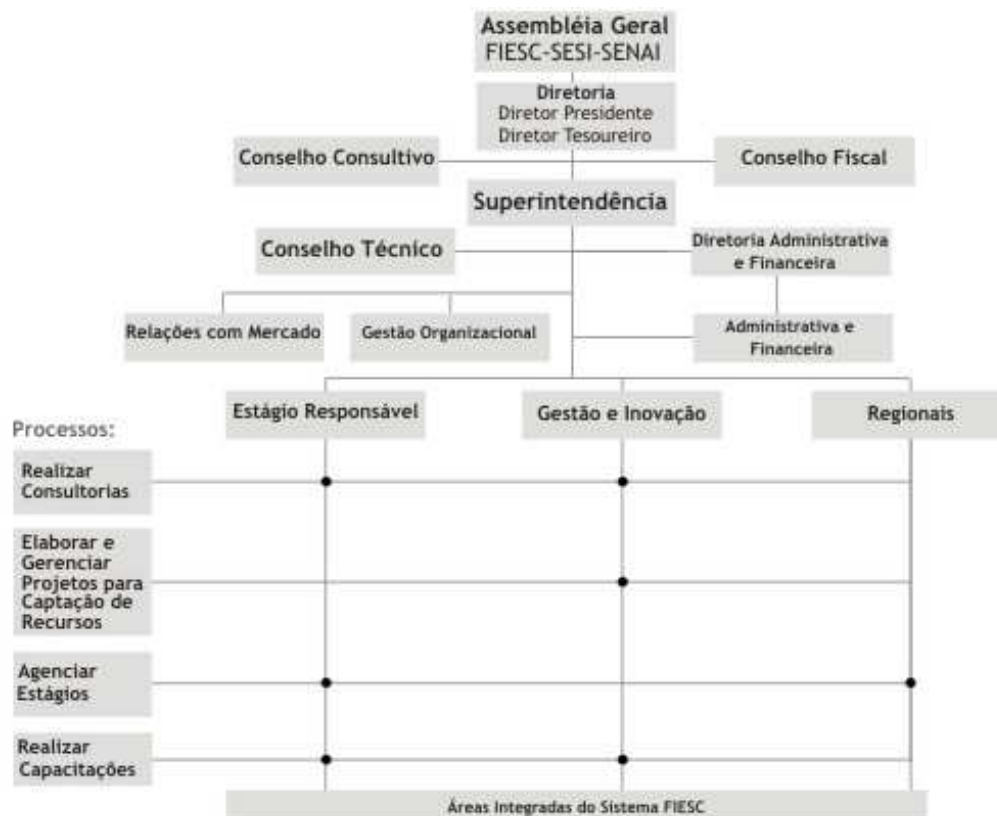 Assembléia Geral
FIESC-SESI-SENAI
Diretoria
Diretor Presidente
Diretor Tesoureiro
Conselho Consultivo
Conselho Fiscal
Superintendência
Conselho Técnico
Diretoria Administrativa
e Financeira
Relações com Mercado
Gestão Organizacional
Administrativa e
Financeira
Estágio Responsável
Gestão e Inovação
Regionais
Processos:
Realizar
Consultorias
Elaborar e
Gerenciar
Projetos para
Captação de
Recursos
Agenciar
Estágios
Realizar
Capacitações
Áreas Integradas do Sistema FIESC